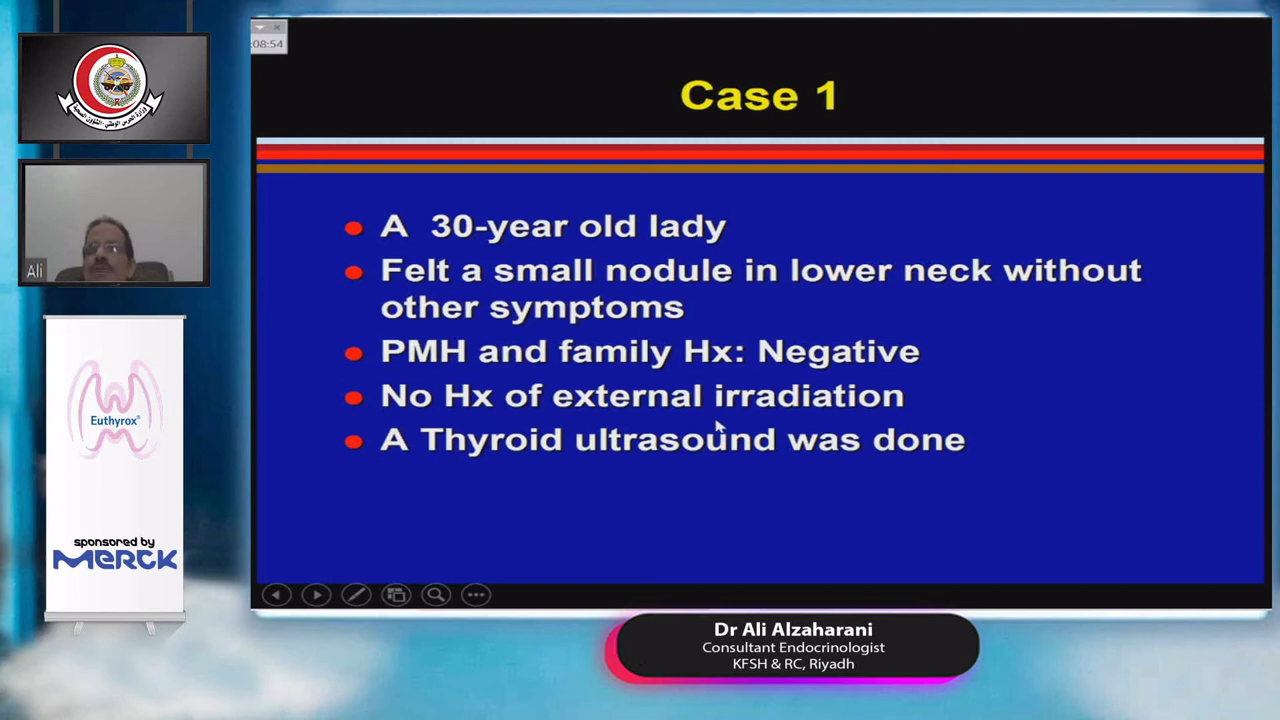 :08:54
Case 1
A 30-year old lady
Felt a small nodule in lower neck without
other symptoms
PMH and family Hx: Negative
No Hx of external irradiation
A Thyroid ultrasound was done
Ali
Euthyrox®
sponsored by
MERCK
Dr Ali Alzaharani
Consultant Endocrinologist
KFSH & RC, Riyadh